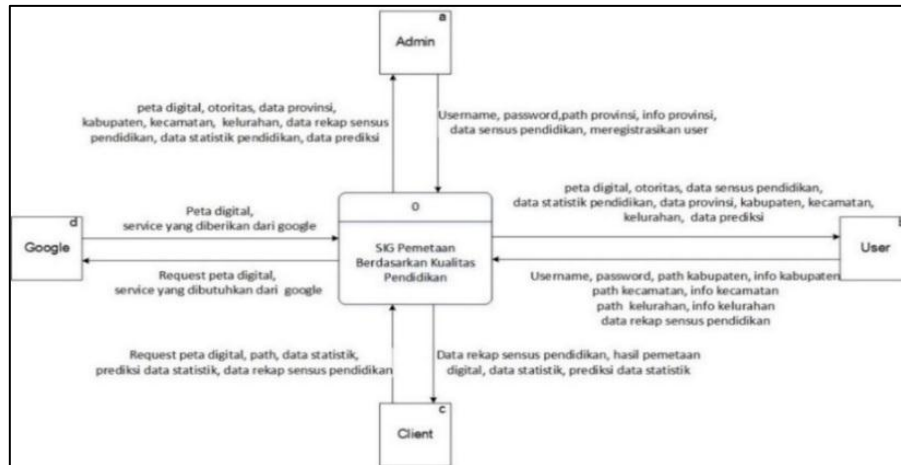 a
Admin
peta digital, otoritas, data provinsi,
kabupaten, kecamatan, kelurahan, data rekap sensus
pendidikan, data statistik pendidikan, data prediksi
Username, password,path provinsi, info provinsi,
data sensus pendidikan, meregistrasikan user
d
Google
Peta digital,
service yang diberikan dari google
Request peta digital,
service yang dibutuhkan dari google
0
SIG Pemetaan
Berdasarkan Kualitas
Pendidikan
peta digital, otoritas, data sensus pendidikan,
data statistik pendidikan, data provinsi, kabupaten, kecamatan,
kelurahan, data prediksi
User
Username, password, path kabupaten, info kabupaten
path kecamatan, info kecamatan
path kelurahan, info kelurahan
data rekap sensus pendidikan
Request peta digital, path, data statistik,
prediksi data statistik, data rekap sensus pendidikan
Data rekap sensus pendidikan, hasil pemetaan
digital, data statistik, prediksi data statistik
c
Client